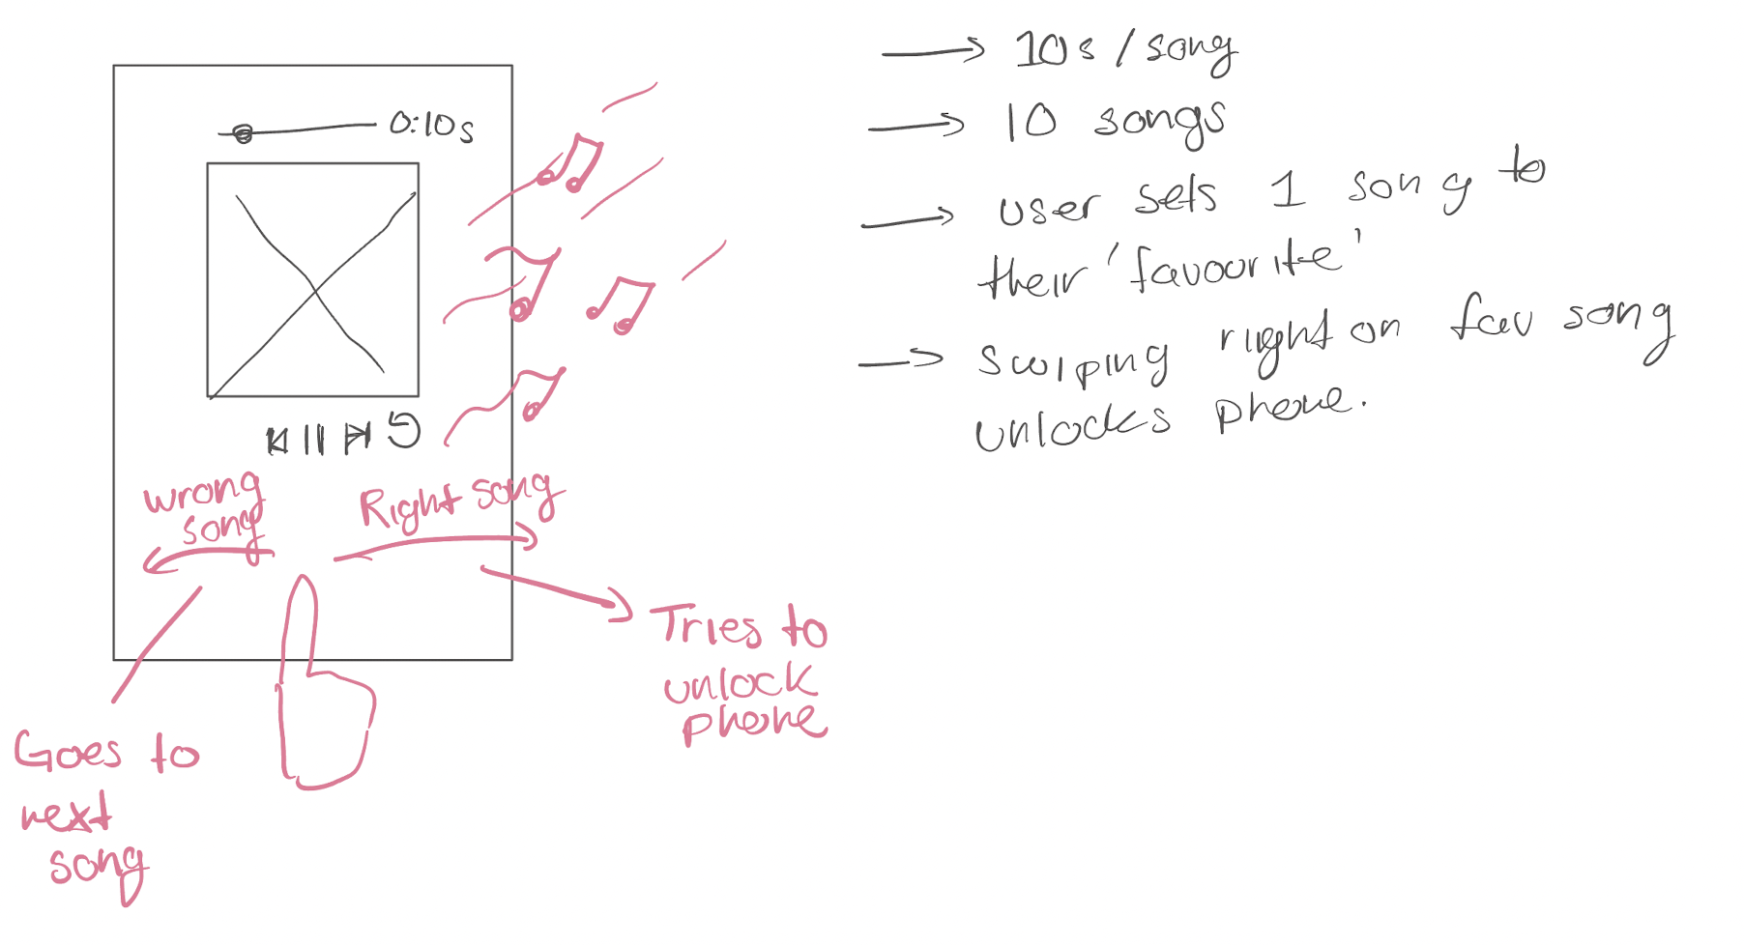 0:10s
wrong
song
Right song
Goes to
next
song
Tries to
unlock
phone
→ 10s/song
→ 10 songs
→ user sets 1 song to
their 'favourite'
→ swiping right on fav song
unlocks phone.